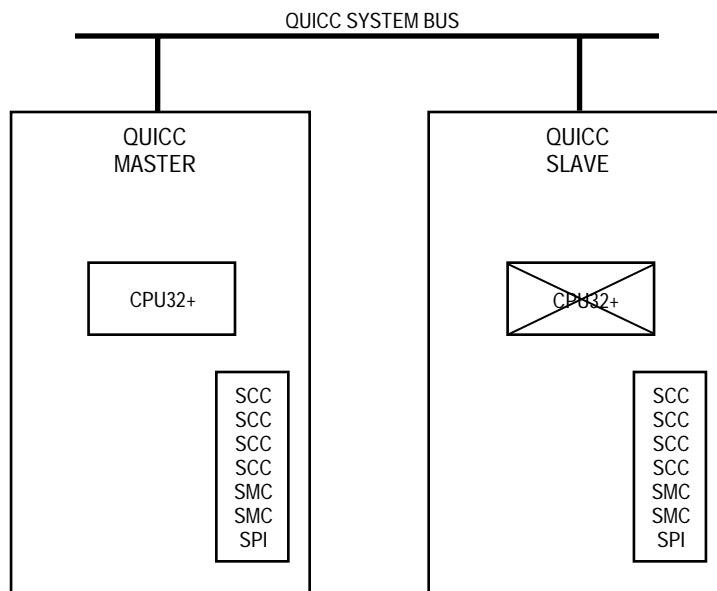 QUICC SYSTEM BUS
QUICC
MASTER
CPU32+
SCC
SCC
SCC
SCC
SMC
SMC
SPI
QUICC
SLAVE
CPU32+
SCC
SCC
SCC
SCC
SMC
SMC
SPI